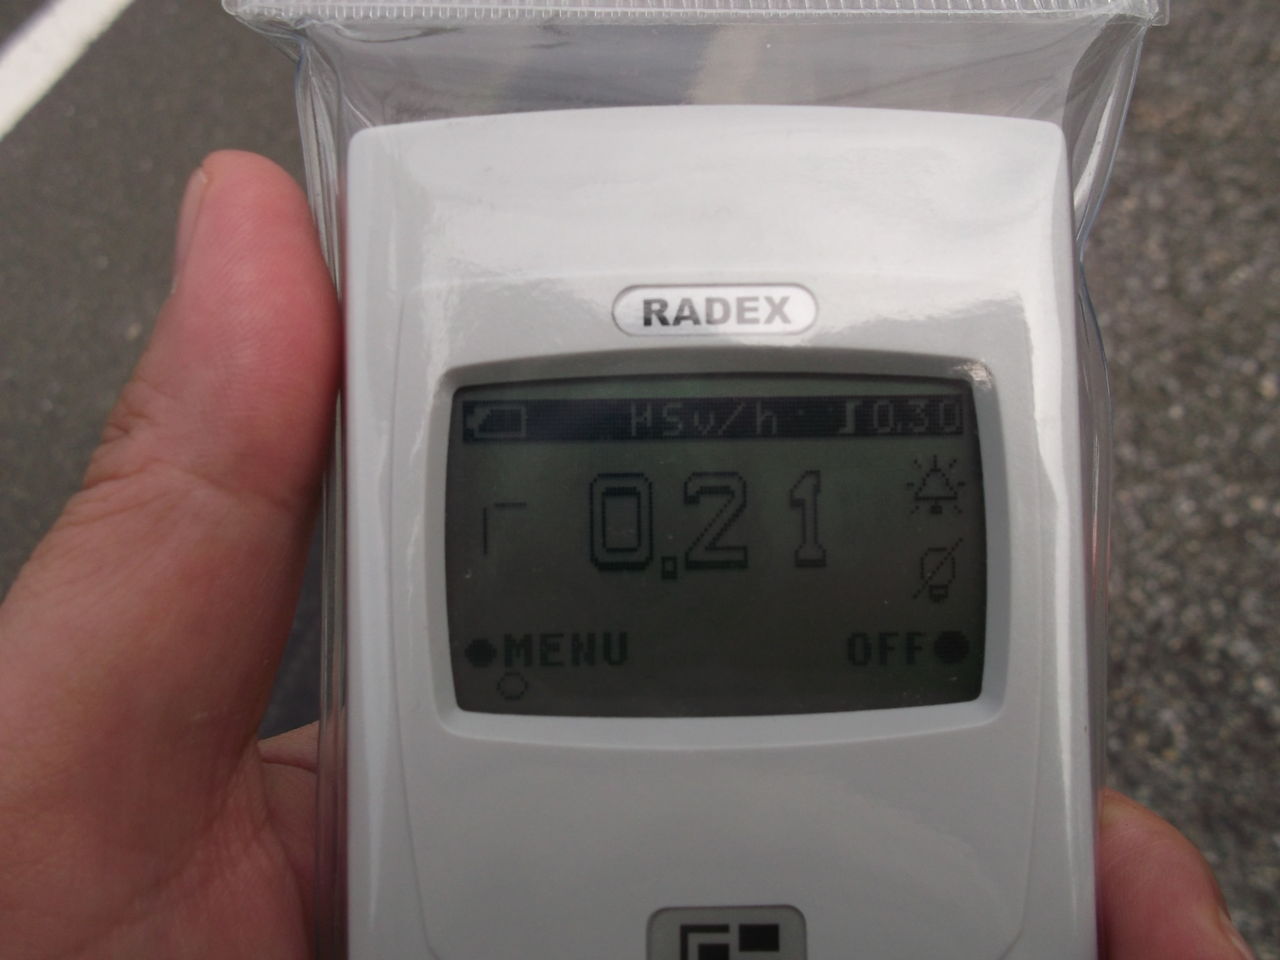 RADEX
µSv/h 0.30
0.21
MENU OFF